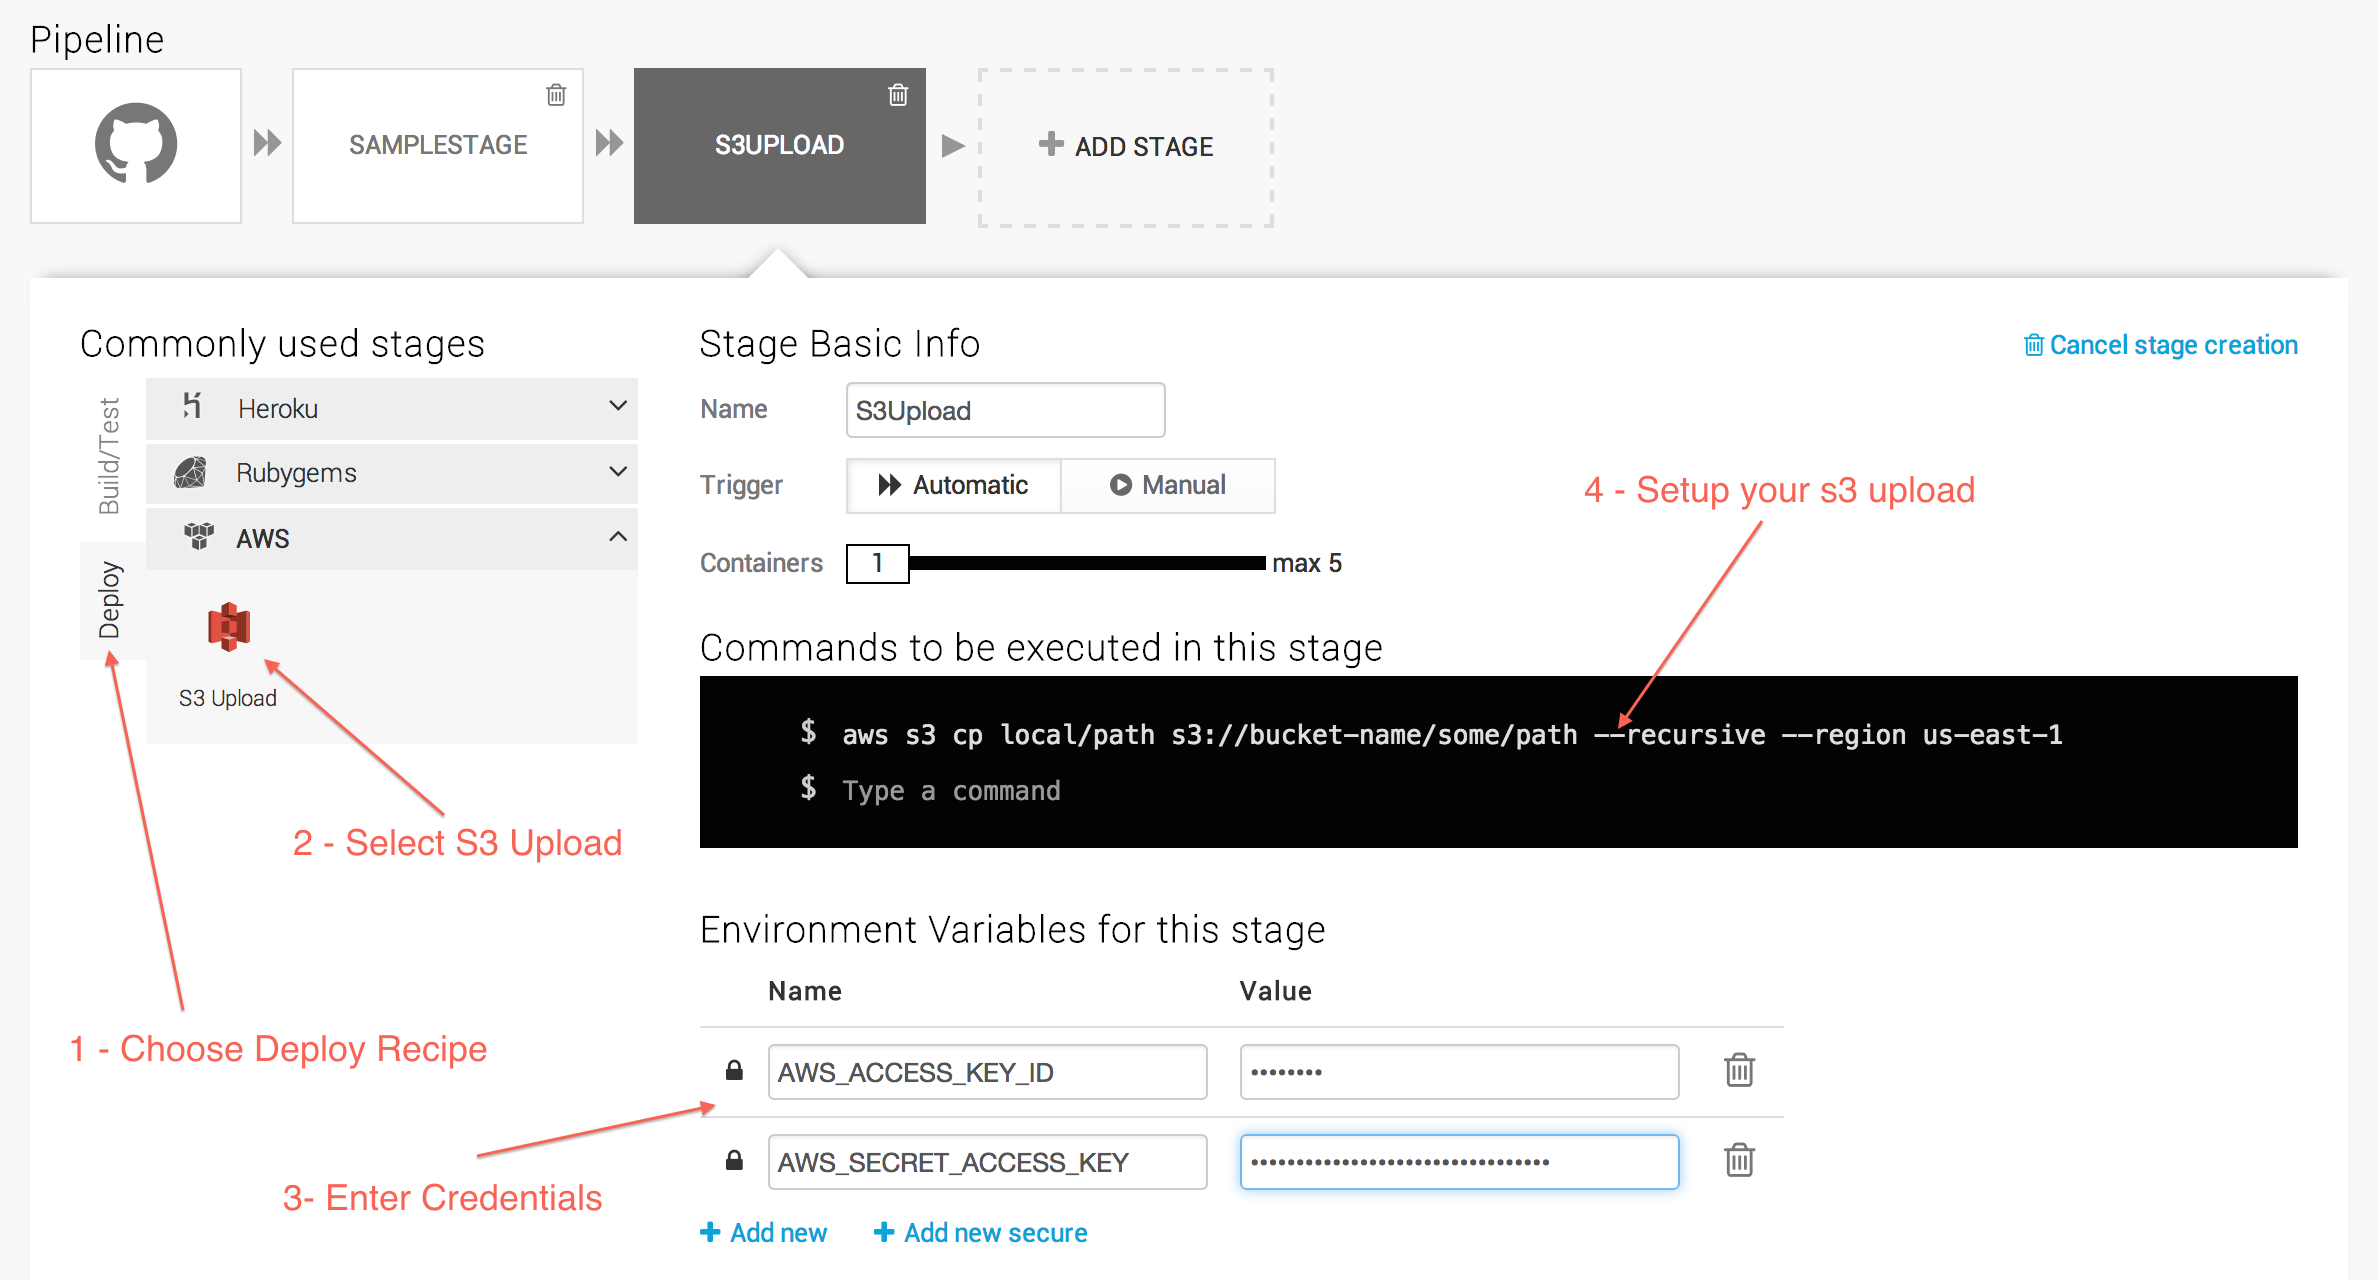 Pipeline
SAMPLESTAGE
S3UPLOAD
ADD STAGE
Commonly used stages
Build/Test
Deploy
Heroku
Rubygems
AWS
S3 Upload
Stage Basic Info
Cancel stage creation
Name
S3Upload
Trigger
Automatic
Manual
Containers
1
max 5
4 - Setup your s3 upload
Commands to be executed in this stage
$ aws s3 cp local/path s3://bucket-name/some/path --recursive --region us-east-1
$ Type a command
2 - Select S3 Upload
1 - Choose Deploy Recipe
Environment Variables for this stage
Name Value
AWS_ACCESS_KEY_ID ••••••••
AWS_SECRET_ACCESS_KEY •••••••••••••••••••••••••••••••••
3- Enter Credentials
Add new
Add new secure